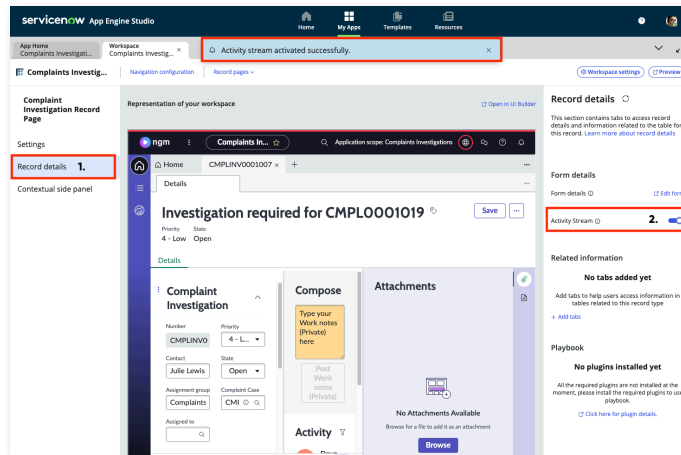 servicenow App Engine Studio
Home
My Apps
Templates
Resources
App Home
Complaints Investigati...
Workspace
Complaints Investig...
Activity stream activated successfully.
Complaints Investig...
Navigation configuration
Record pages
Workspace settings
Preview
Complaint
Investigation Record
Page
Settings
Record details 1.
Contextual side panel
Representation of your workspace
Open in UI Builder
ngm
Complaints In...
Application scope: Complaints Investigations
Home
CMPLINV0001007
Details
Investigation required for CMPL0001019
Save
Priority State
4 - Low Open
Details
Complaint
Investigation
Number Priority
CMPLINV0 4 - L...
Contact State
Julie Lewis Open
Assignment group Complaint Case
Complaints CMI
Assigned to
Compose
Type your
Work notes
(Private)
here
Post
Work
notes
(Private)
Activity
Attachments
No Attachments Available
Browse for a file to add it as an attachment
Browse
Record details
This section contains tabs to access record
details and information related to the table for
this record. Learn more about record details
Form details
Form details Edit form
Activity Stream 2.
Related information
No tabs added yet
Add tabs to help users access information in
tables related to this record type
+ Add tabs
Playbook
No plugins installed yet
All the required plugins are not installed at the
moment, please install the required plugins to use
playbook.
Click here for plugin details.